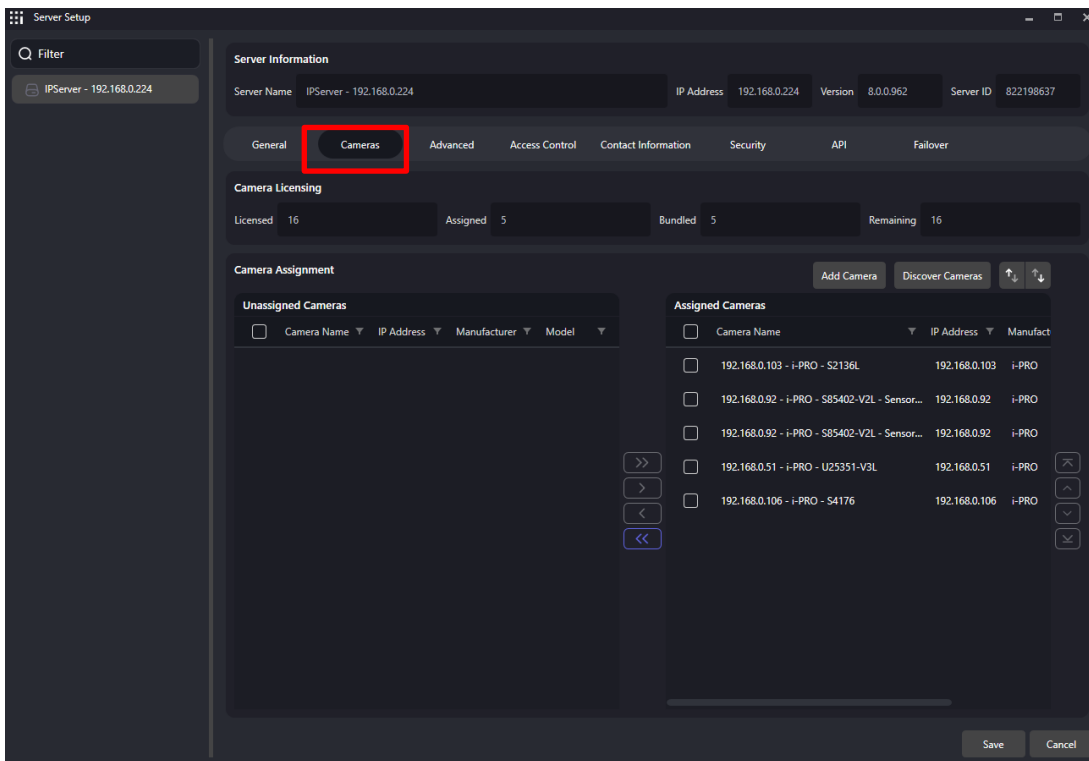 Server Setup
Filter
IPServer - 192.168.0.224
Server Information
Server Name IPServer - 192.168.0.224 IP Address 192.168.0.224 Version 8.0.0.962 Server ID 822198637
General Cameras Advanced Access Control Contact Information Security API Failover
Camera Licensing
Licensed 16 Assigned 5 Bundled 5 Remaining 16
Camera Assignment Add Camera Discover Cameras
Unassigned Cameras
Camera Name IP Address Manufacturer Model
Assigned Cameras
Camera Name IP Address Manufact
192.168.0.103 - i-PRO - S2136L 192.168.0.103 i-PRO
192.168.0.92 - i-PRO - S85402-V2L - Sensor... 192.168.0.92 i-PRO
192.168.0.92 - i-PRO - S85402-V2L - Sensor... 192.168.0.92 i-PRO
192.168.0.51 - i-PRO - U25351-V3L 192.168.0.51 i-PRO
192.168.0.106 - i-PRO - S4176 192.168.0.106 i-PRO
Save Cancel